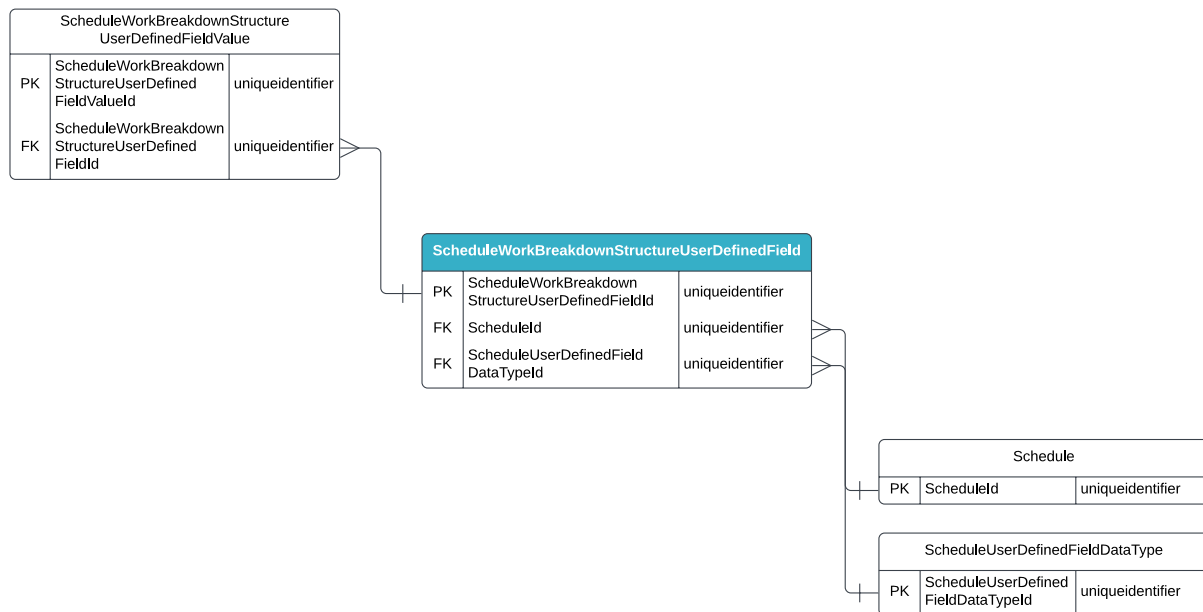 ScheduleWorkBreakdownStructure
UserDefinedFieldValue
PK
ScheduleWorkBreakdown
StructureUserDefined
FieldValueId
uniqueidentifier
FK
ScheduleWorkBreakdown
StructureUserDefined
FieldId
uniqueidentifier
ScheduleWorkBreakdownStructureUserDefinedField
PK
ScheduleWorkBreakdown
StructureUserDefinedFieldId
uniqueidentifier
FK
ScheduleId
uniqueidentifier
FK
ScheduleUserDefinedField
DataTypeId
uniqueidentifier
Schedule
PK
ScheduleId
uniqueidentifier
ScheduleUserDefinedFieldDataType
PK
ScheduleUserDefined
FieldDataTypeId
uniqueidentifier